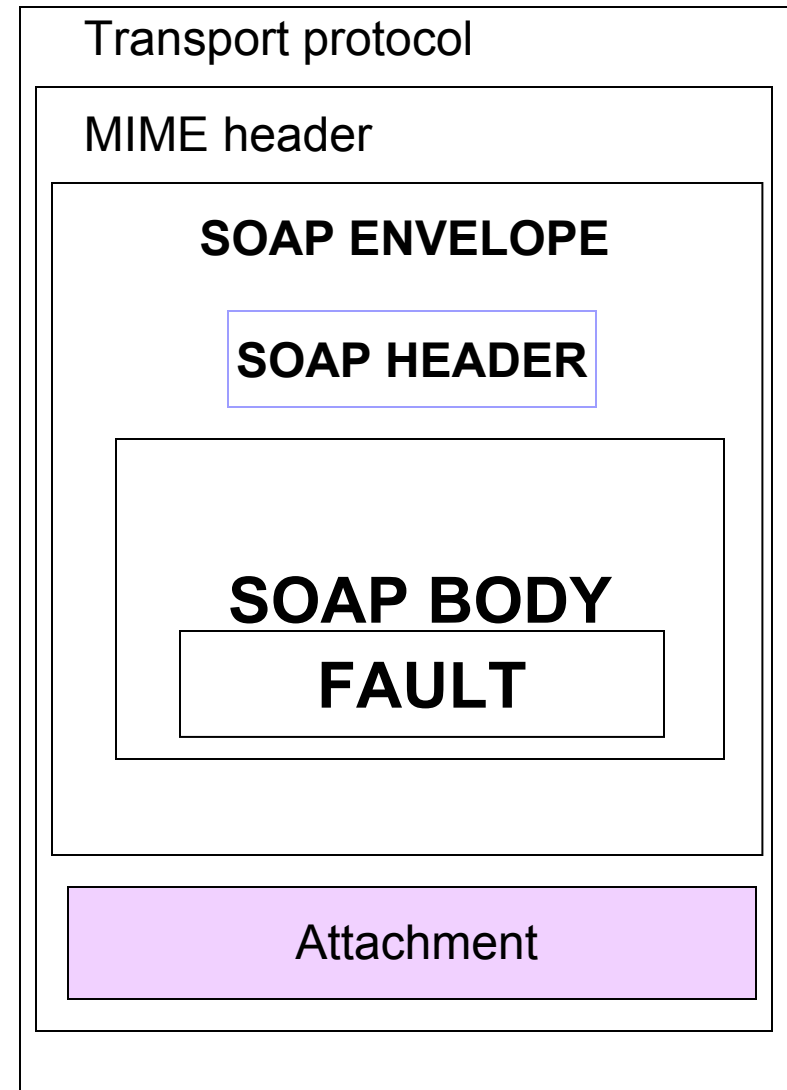 Transport protocol
MIME header
SOAP ENVELOPE
SOAP HEADER
SOAP BODY
FAULT
Attachment